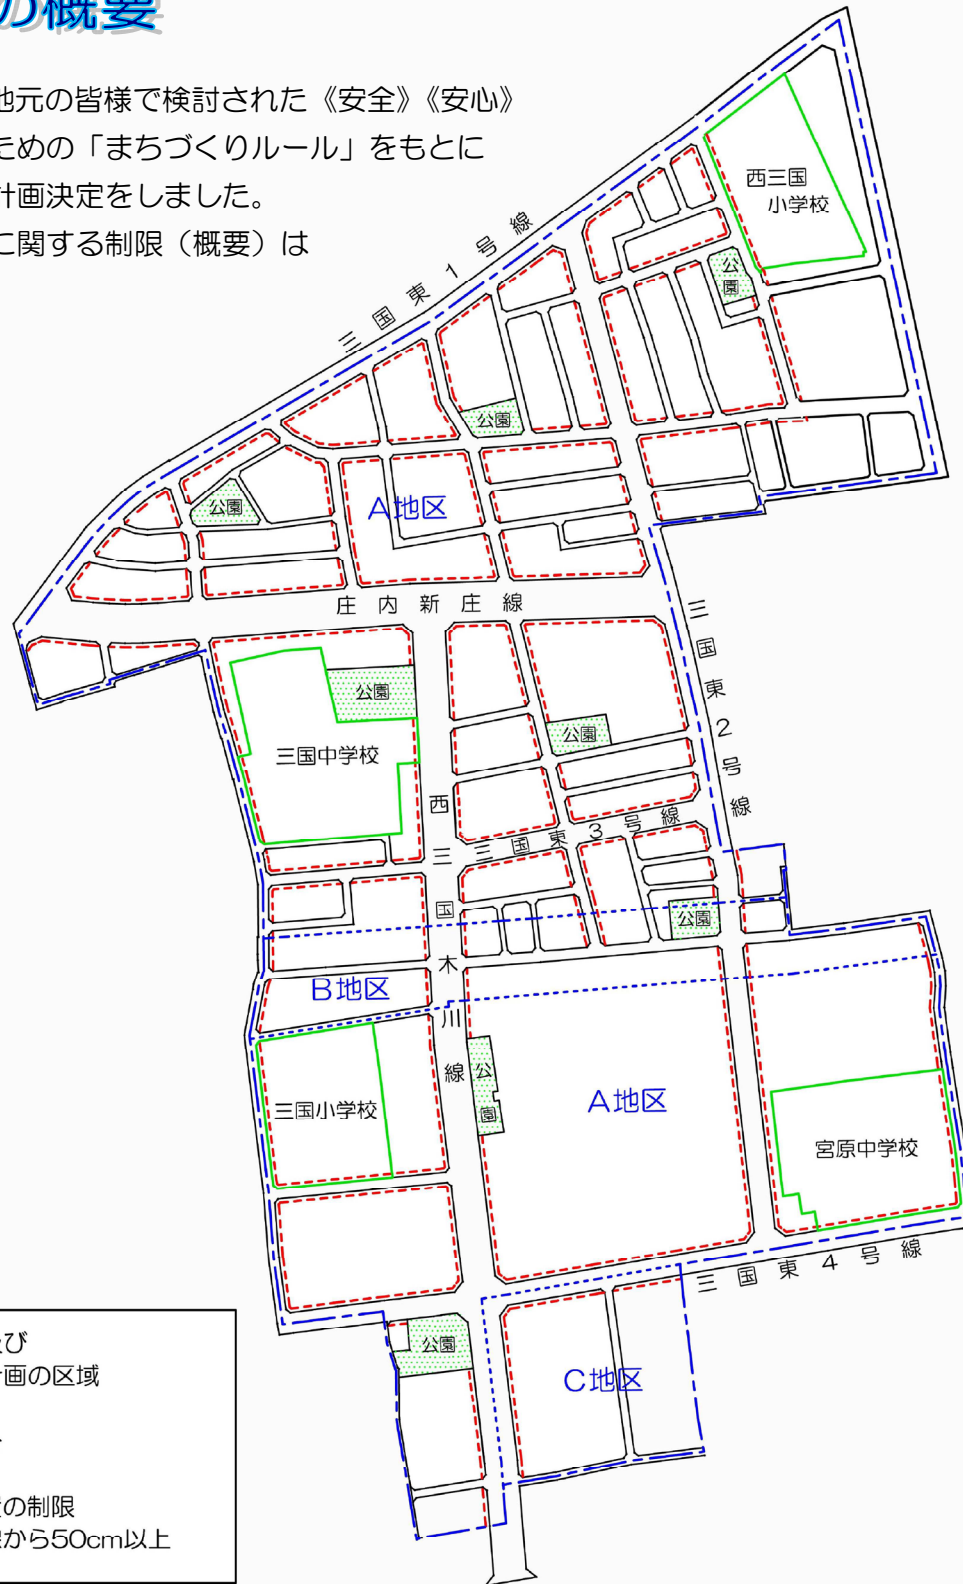 の概要
地元の皆様で検討された《安全》《安心》
ための「まちづくりルール」をもとに
計画決定をしました。
に関する制限（概要）は
三国東1号線
西三国
小学校
公園
公園
公園
A地区
庄内新庄線
三国東2号線
公園
三国中学校
公園
西三国木川線
三国東3号線
公園
B地区
三国小学校
公園
A地区
宮原中学校
三国東4号線
公園
C地区
及び
計画の区域
置の制限
線から50cm以上